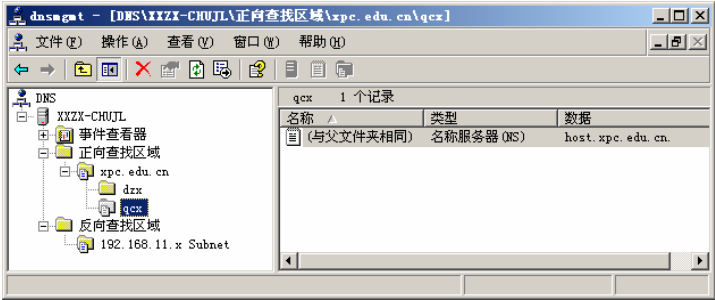 dnsmgmt - [DNS\XXZX-CHUJL\正向查找区域\xpc.edu.cn\qcx]
文件(F) 操作(A) 查看(V) 窗口(W) 帮助(H)
DNS
XXZX-CHUJL
事件查看器
正向查找区域
xpc.edu.cn
dzx
qcx
反向查找区域
192.168.11.x Subnet
qcx 1 个记录
名称 类型 数据
(与父文件夹相同) 名称服务器(NS) host.xpc.edu.cn.